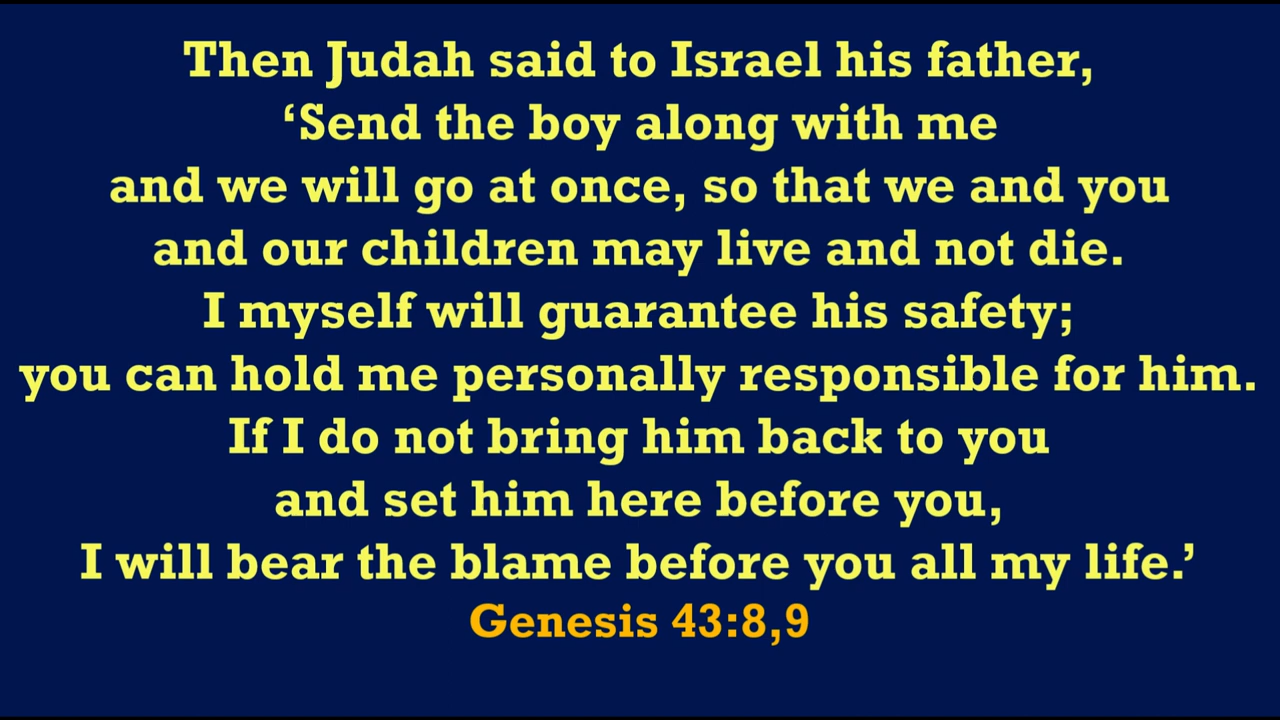 Then Judah said to Israel his father,
‘Send the boy along with me
and we will go at once, so that we and you
and our children may live and not die.
I myself will guarantee his safety;
you can hold me personally responsible for him.
If I do not bring him back to you
and set him here before you,
I will bear the blame before you all my life.’
Genesis 43:8,9